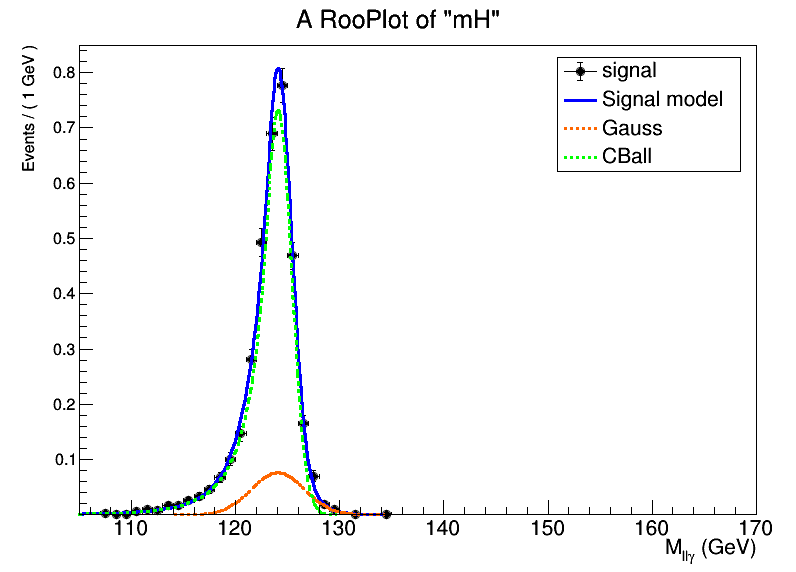 A RooPlot of "mH"
Events / ( 1 GeV )
0.8
0.7
0.6
0.5
0.4
0.3
0.2
0.1
signal
Signal model
Gauss
CBall
110 120 130 140 150 160 170
M_llγ (GeV)